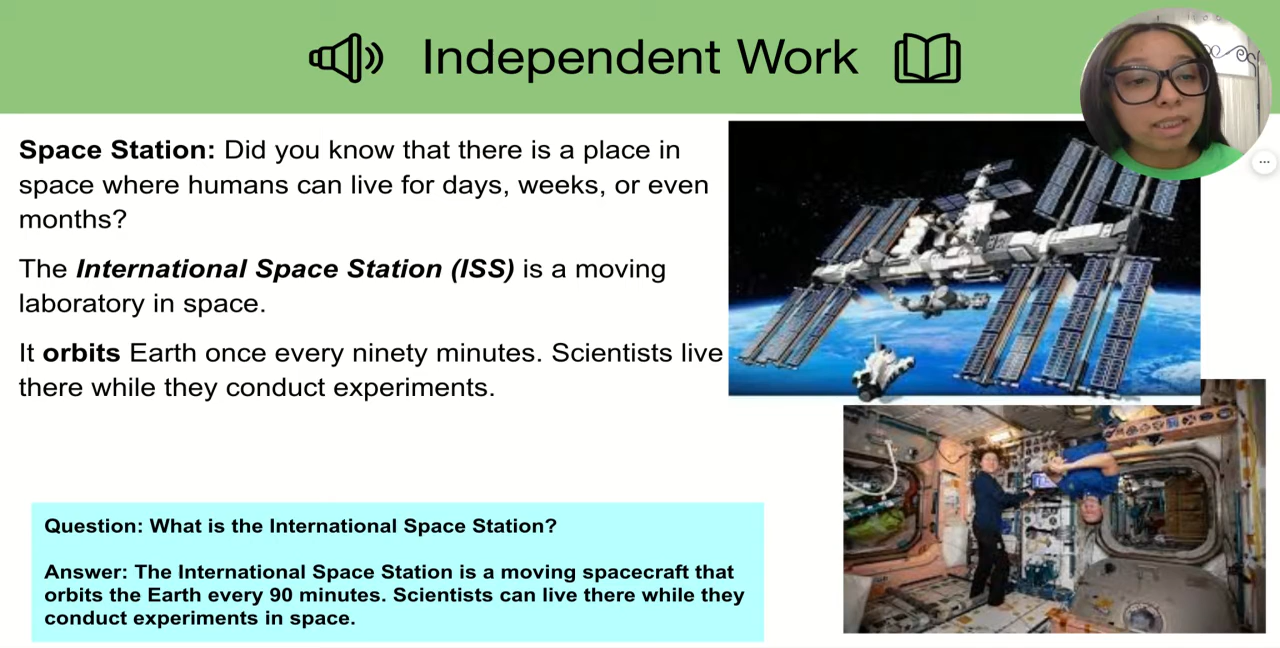 Independent Work
Space Station: Did you know that there is a place in
space where humans can live for days, weeks, or even
months?
The International Space Station (ISS) is a moving
laboratory in space.
It orbits Earth once every ninety minutes. Scientists live
there while they conduct experiments.
Question: What is the International Space Station?
Answer: The International Space Station is a moving spacecraft that
orbits the Earth every 90 minutes. Scientists can live there while they
conduct experiments in space.